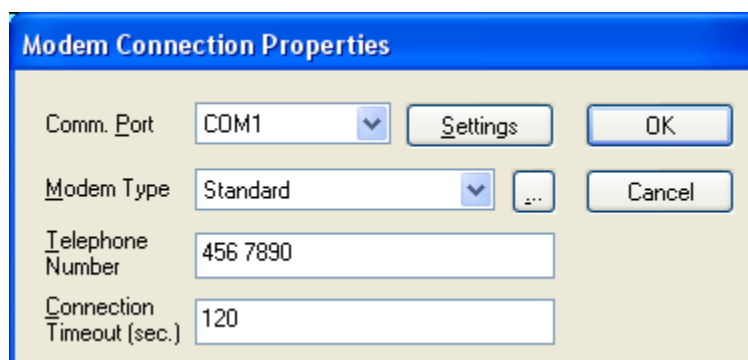 Modem Connection Properties
Comm. Port COM1 Settings OK
Modem Type Standard ... Cancel
Telephone
Number 456 7890
Connection
Timeout (sec.) 120